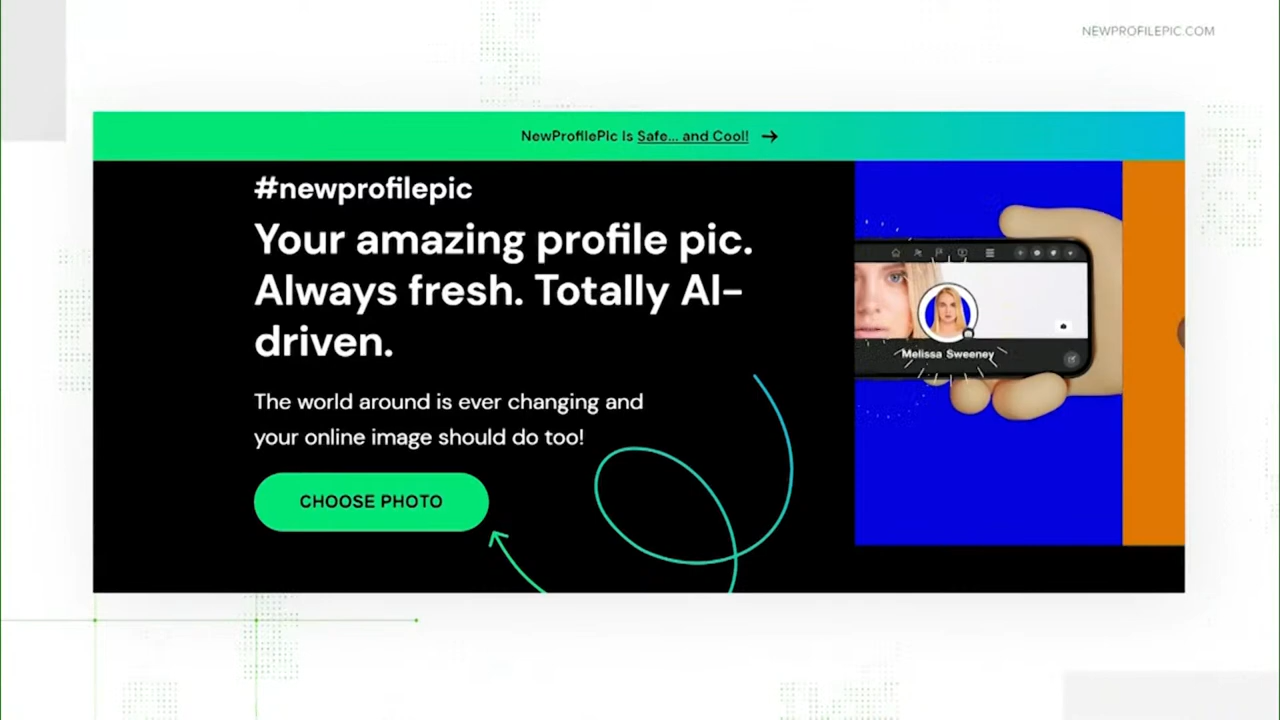 NEWPROFILEPIC.COM
NewProfilePic Is Safe... and Cool!
#newprofilepic
Your amazing profile pic.
Always fresh. Totally AI-
driven.
The world around is ever changing and
your online image should do too!
CHOOSE PHOTO
Melissa Sweeney